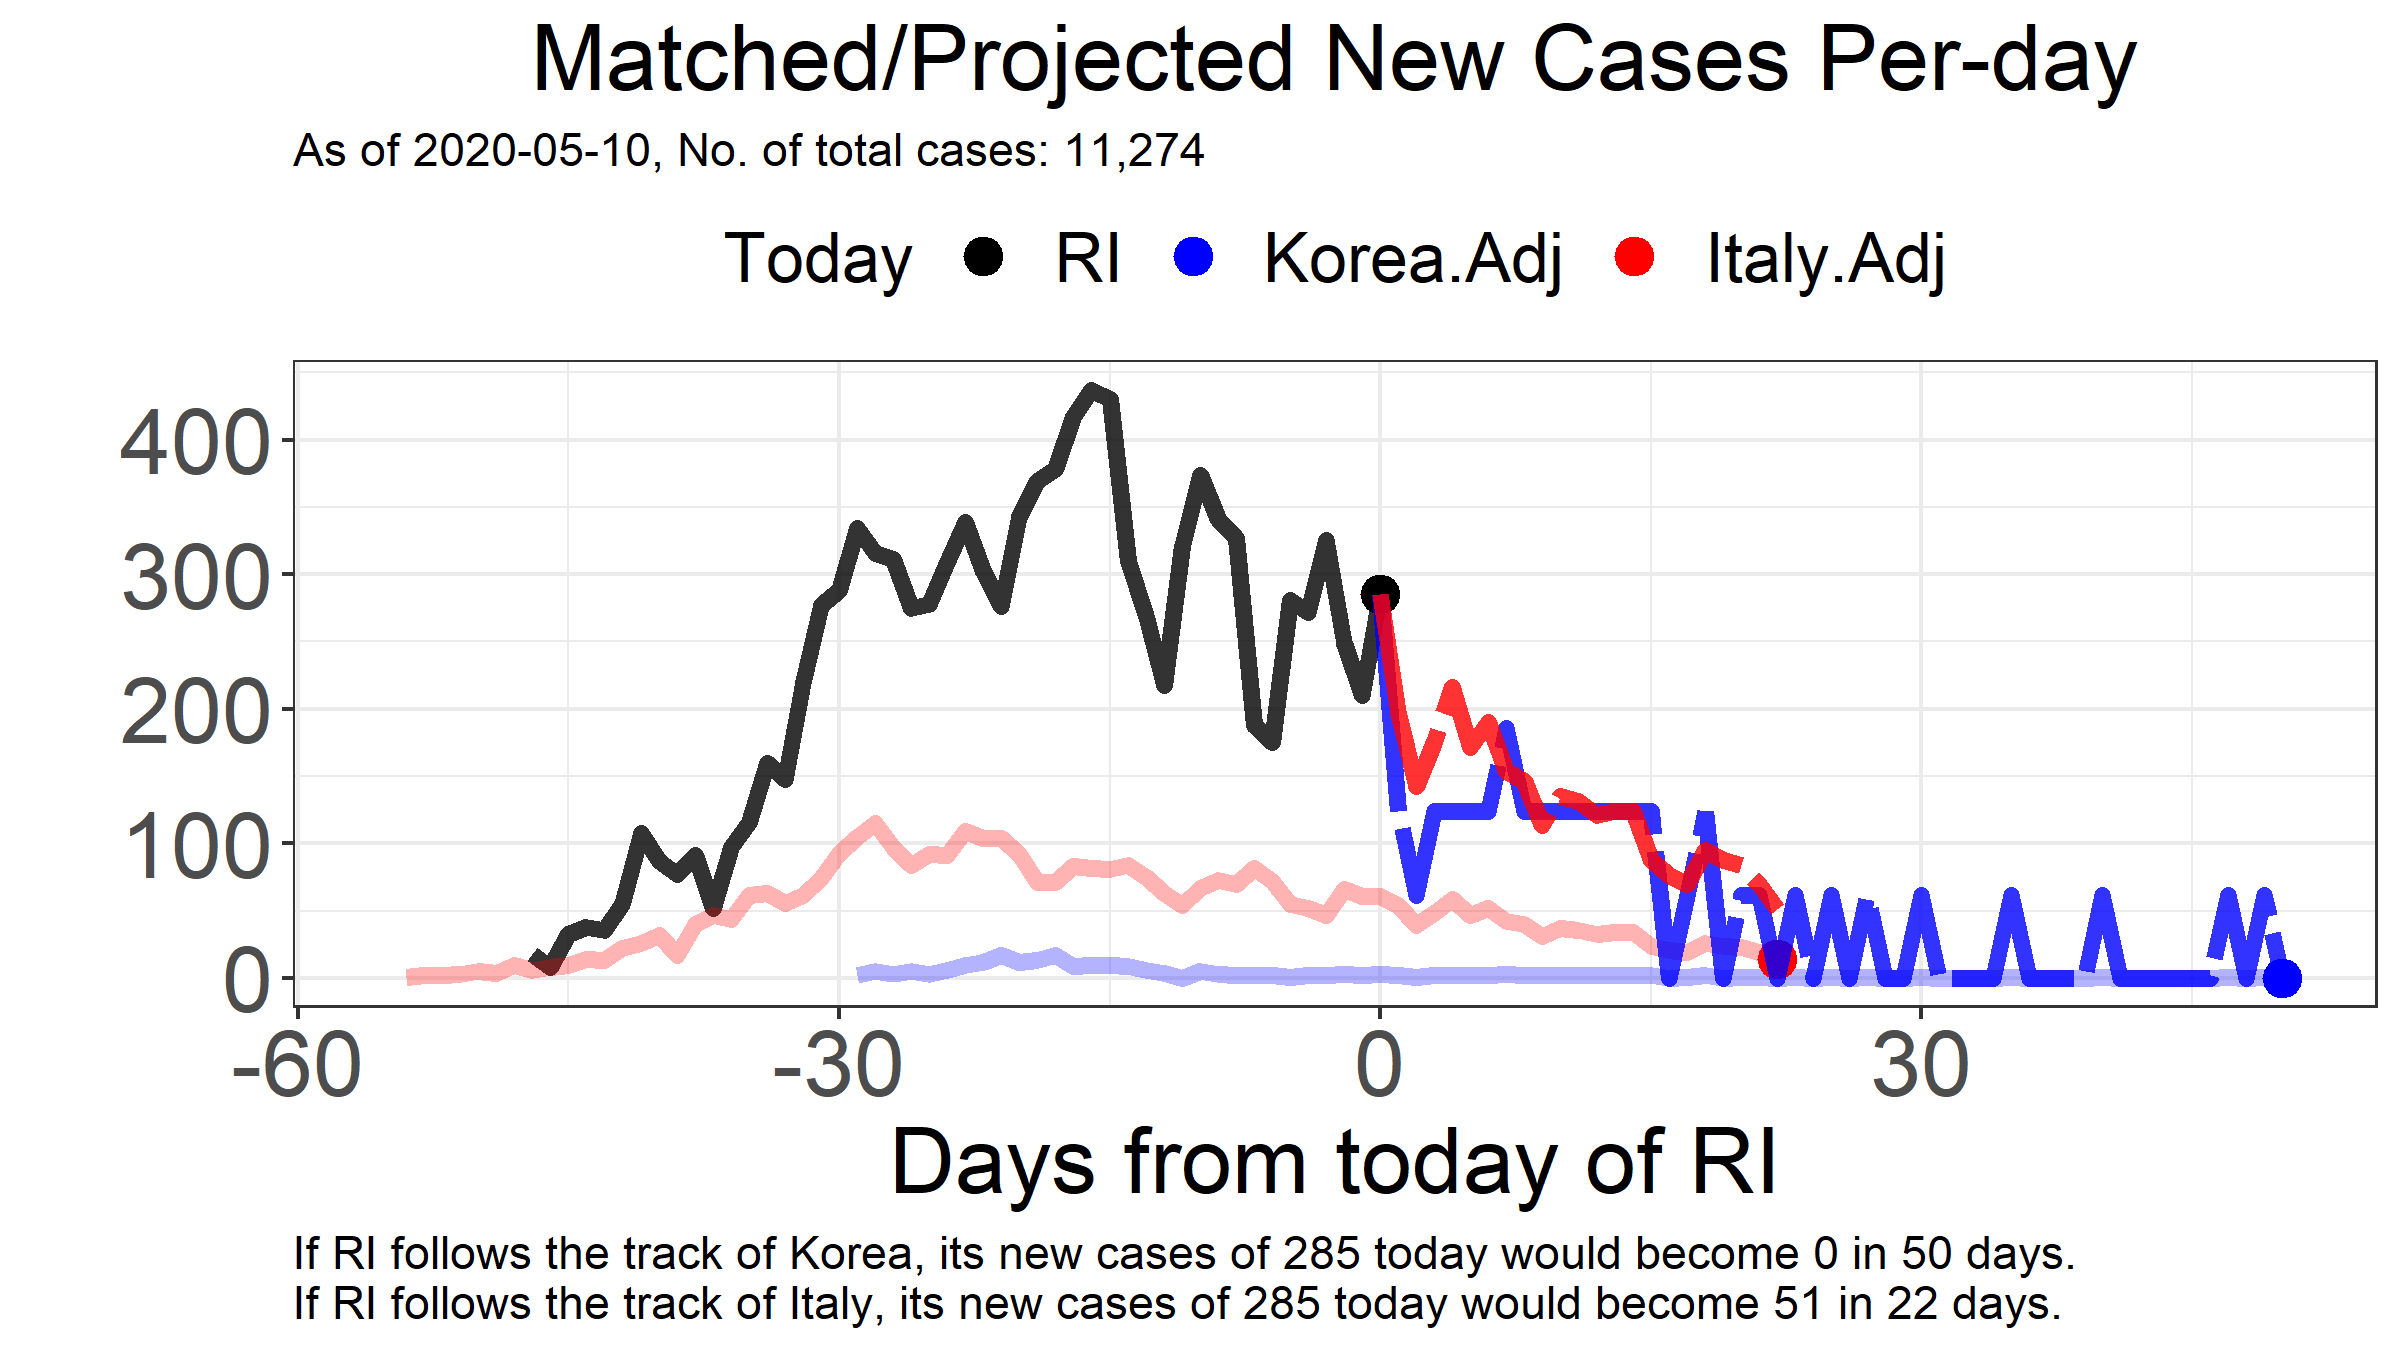 Matched/Projected New Cases Per-day
As of 2020-05-10, No. of total cases: 11,274
Today RI Korea.Adj Italy.Adj
400
300
200
100
0
-60 -30 0 30
Days from today of RI
If RI follows the track of Korea, its new cases of 285 today would become 0 in 50 days.
If RI follows the track of Italy, its new cases of 285 today would become 51 in 22 days.